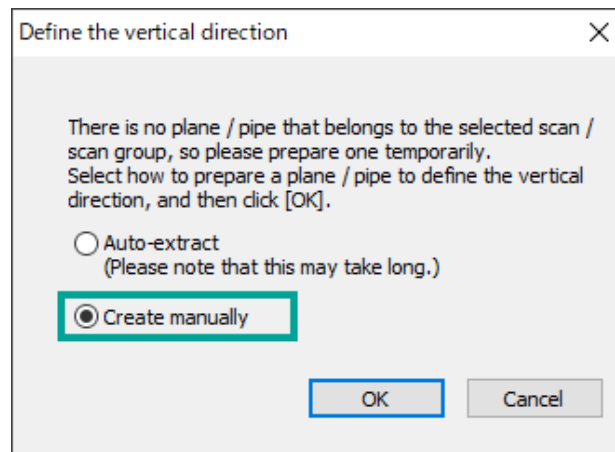 Define the vertical direction
There is no plane / pipe that belongs to the selected scan /
scan group, so please prepare one temporarily.
Select how to prepare a plane / pipe to define the vertical
direction, and then click [OK].
Auto-extract
(Please note that this may take long.)
Create manually
OK Cancel